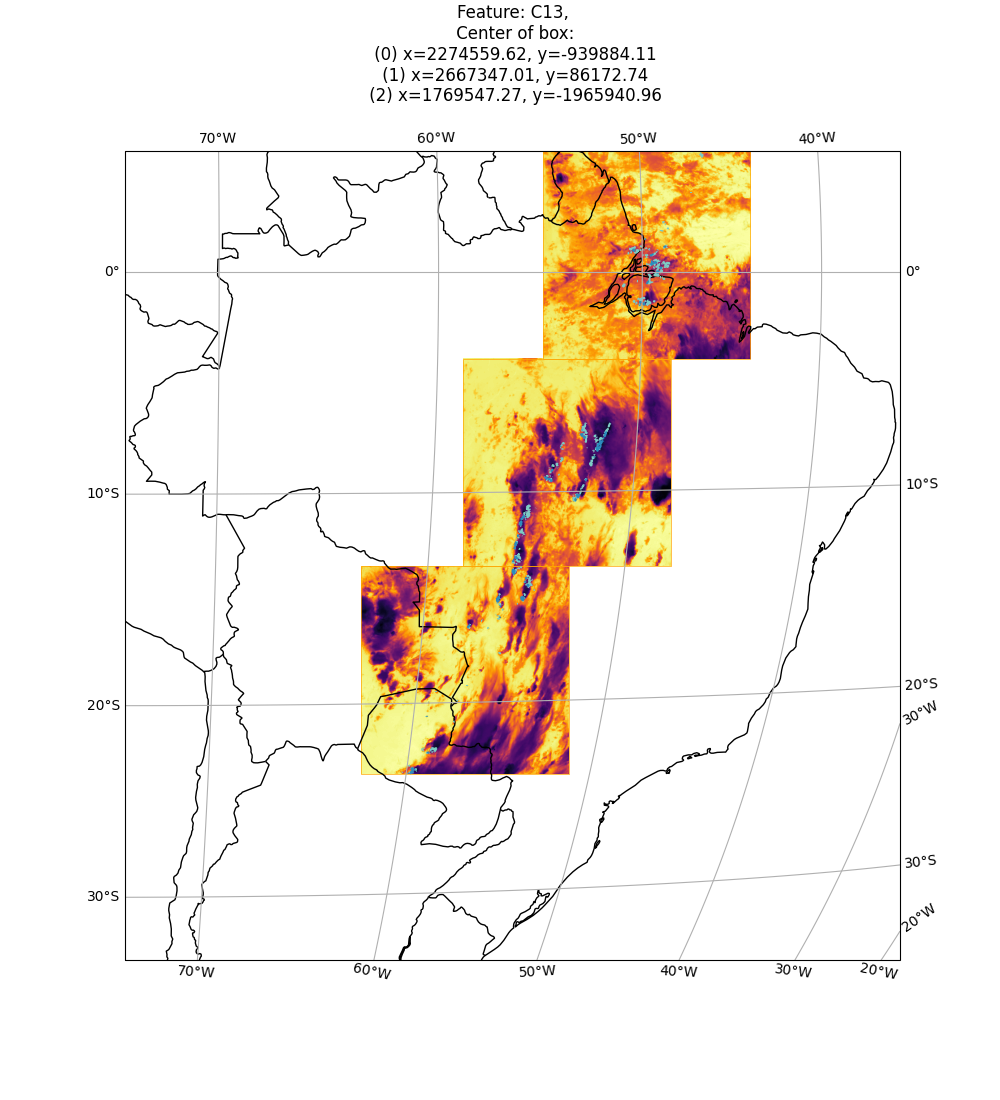 Feature: C13,
Center of box:
(0) x=2274559.62, y=-939884.11
(1) x=2667347.01, y=86172.74
(2) x=1769547.27, y=-1965940.96
70°W 60°W 50°W 40°W
0° 0°
10°S 10°S
20°S 20°S
30°W
30°S 30°S
20°W
70°W 60°W 50°W 40°W 30°W 20°W